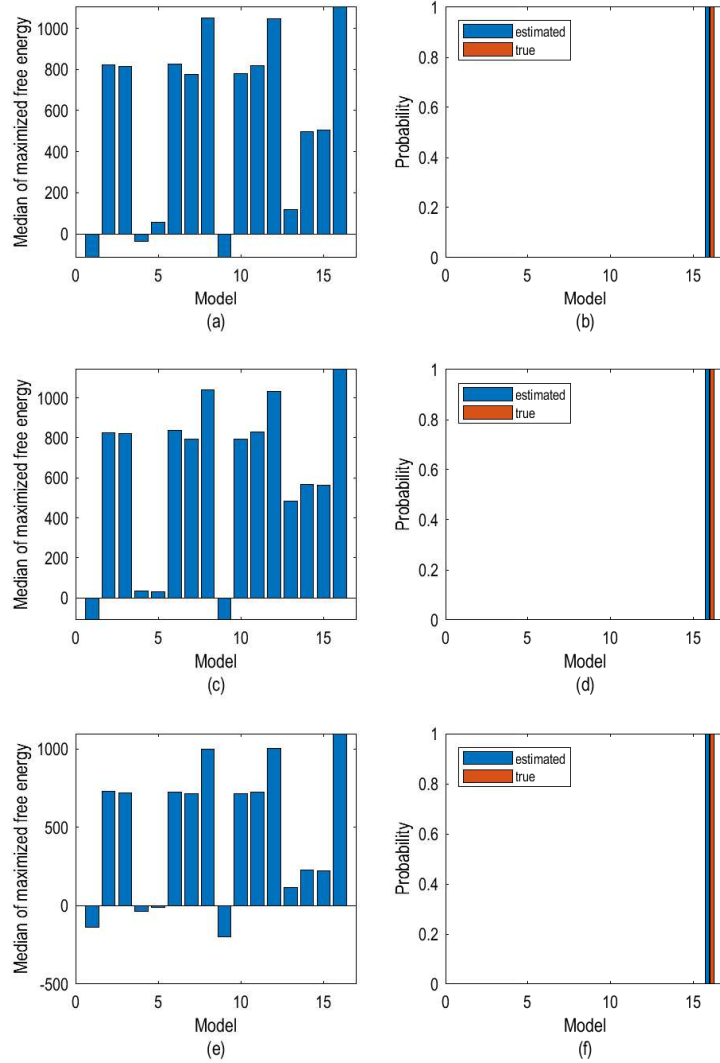 1000
800
600
400
200
0
Median of maximized free energy
0 5 10 15
Model
(a)
1
0.8
0.6
0.4
0.2
0
Probability
estimated
true
0 5 10 15
Model
(b)
1000
800
600
400
200
0
Median of maximized free energy
0 5 10 15
Model
(c)
1
0.8
0.6
0.4
0.2
0
Probability
estimated
true
0 5 10 15
Model
(d)
1000
500
0
-500
Median of maximized free energy
0 5 10 15
Model
(e)
1
0.8
0.6
0.4
0.2
0
Probability
estimated
true
0 5 10 15
Model
(f)